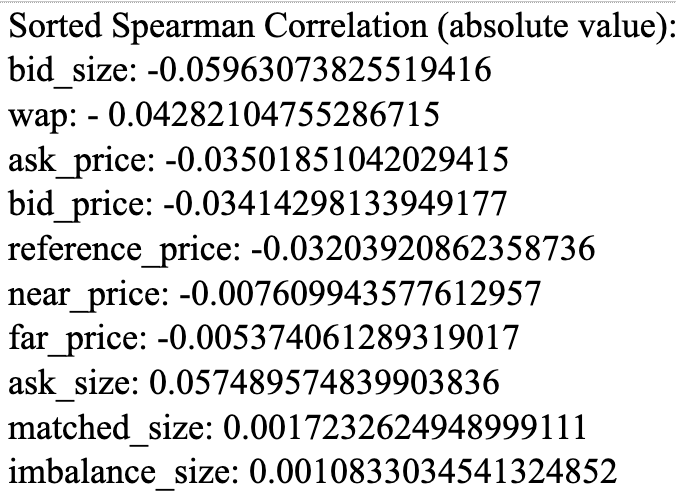 Sorted Spearman Correlation (absolute value):
bid_size: -0.05963073825519416
wap: - 0.04282104755286715
ask_price: -0.03501851042029415
bid_price: -0.03414298133949177
reference_price: -0.03203920862358736
near_price: -0.007609943577612957
far_price: -0.005374061289319017
ask_size: 0.057489574839903836
matched_size: 0.0017232624948999111
imbalance_size: 0.0010833034541324852